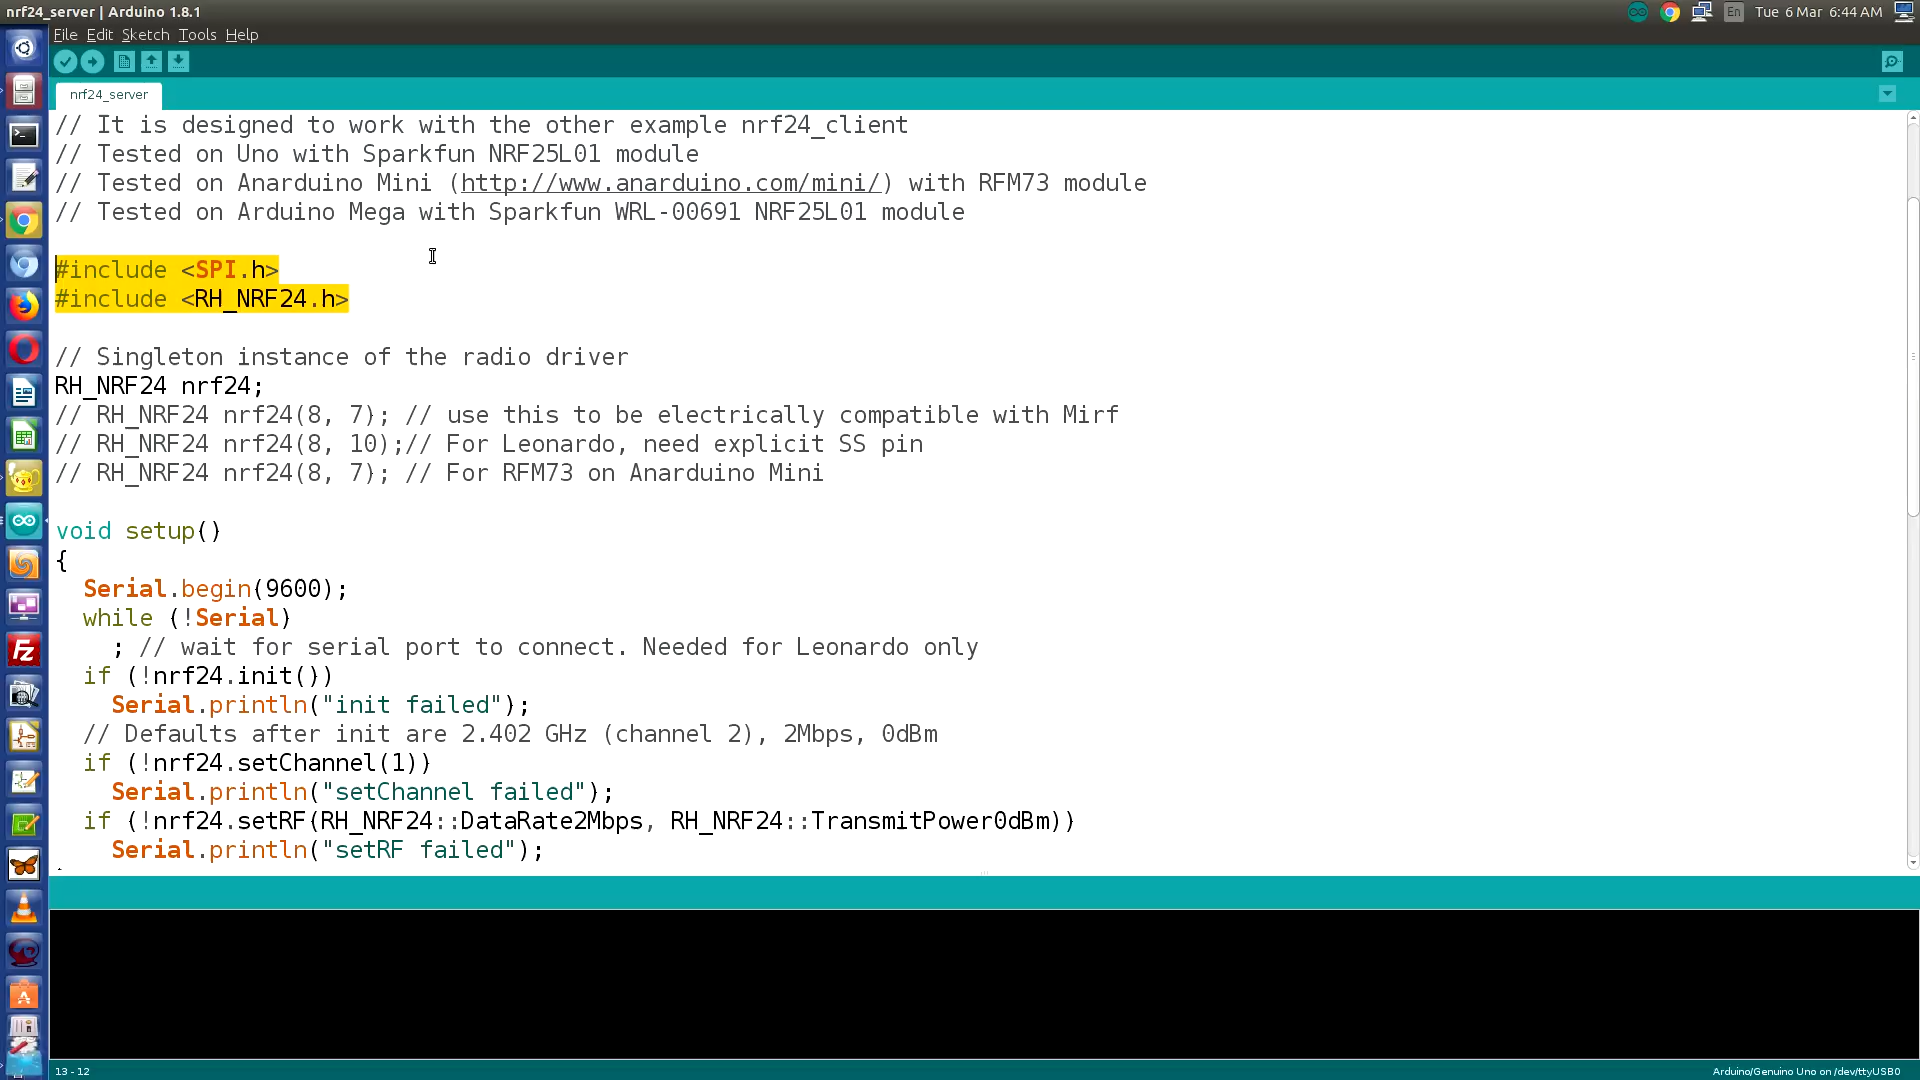 nrf24_server | Arduino 1.8.1
En
Tue 6 Mar 6:44 AM
File Edit Sketch Tools Help
nrf24_server
// It is designed to work with the other example nrf24_client
// Tested on Uno with Sparkfun NRF25L01 module
// Tested on Anarduino Mini (http://www.anarduino.com/mini/) with RFM73 module
// Tested on Arduino Mega with Sparkfun WRL-00691 NRF25L01 module
#include <SPI.h>
#include <RH_NRF24.h>
// Singleton instance of the radio driver
RH_NRF24 nrf24;
// RH_NRF24 nrf24(8, 7); // use this to be electrically compatible with Mirf
// RH_NRF24 nrf24(8, 10);// For Leonardo, need explicit SS pin
// RH_NRF24 nrf24(8, 7); // For RFM73 on Anarduino Mini
void setup()
{
Serial.begin(9600);
while (!Serial)
; // wait for serial port to connect. Needed for Leonardo only
if (!nrf24.init())
Serial.println("init failed");
// Defaults after init are 2.402 GHz (channel 2), 2Mbps, 0dBm
if (!nrf24.setChannel(1))
Serial.println("setChannel failed");
if (!nrf24.setRF(RH_NRF24::DataRate2Mbps, RH_NRF24::TransmitPower0dBm))
Serial.println("setRF failed");
Fz
13 - 12
Arduino/Genuino Uno on /dev/ttyUSB0